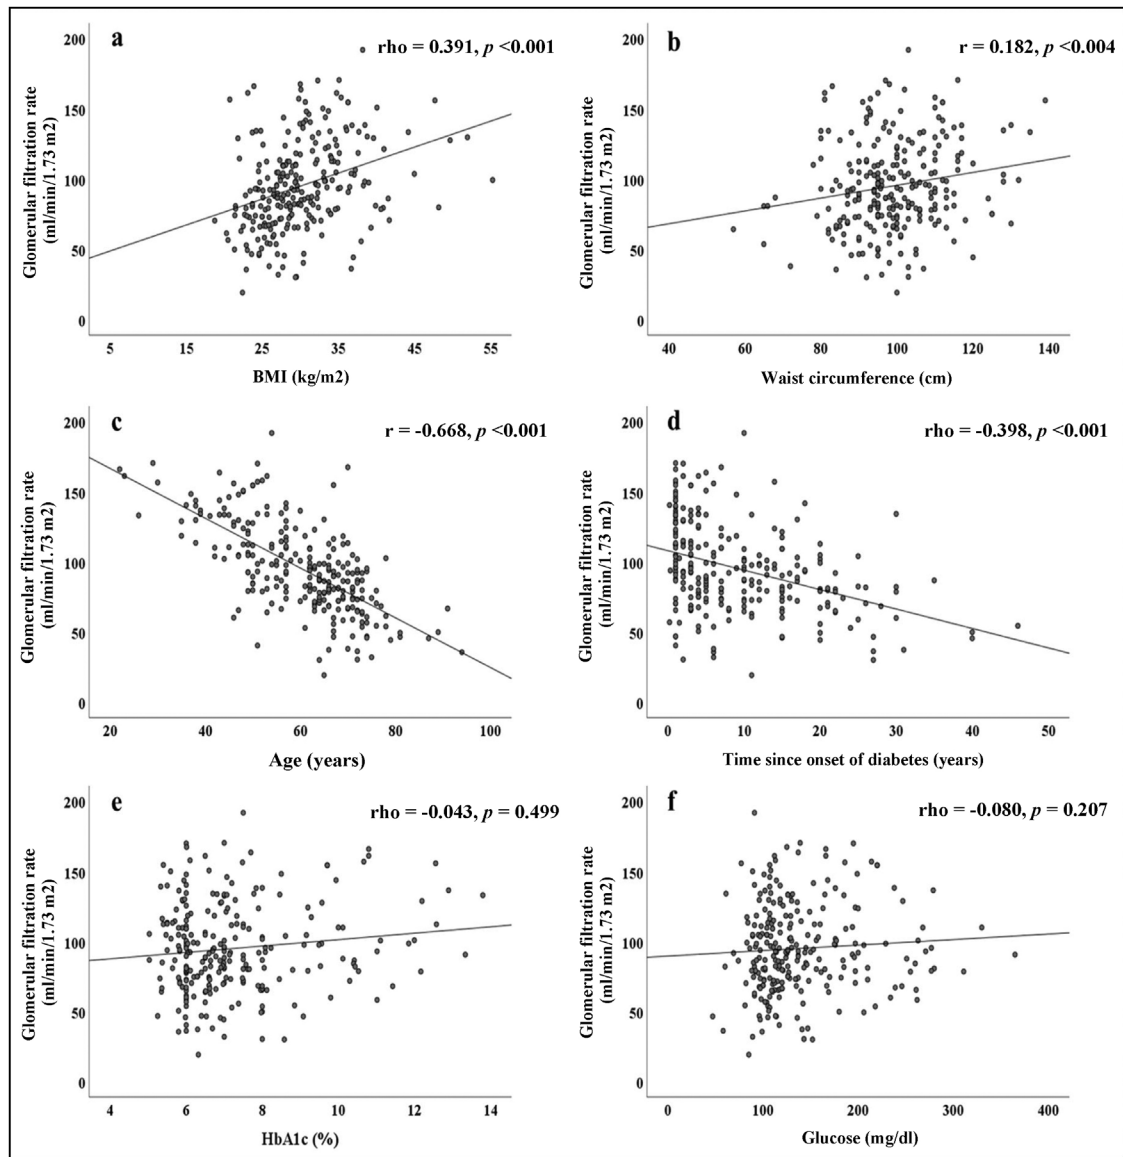 a
rho = 0.391, p <0.001
Glomerular filtration rate
(ml/min/1.73 m2)
200
150
100
50
0
5 15 25 35 45 55
BMI (kg/m2)
b
r = 0.182, p <0.004
Glomerular filtration rate
(ml/min/1.73 m2)
200
150
100
50
0
40 60 80 100 120 140
Waist circumference (cm)
c
r = -0.668, p <0.001
Glomerular filtration rate
(ml/min/1.73 m2)
200
150
100
50
0
20 40 60 80 100
Age (years)
d
rho = -0.398, p <0.001
Glomerular filtration rate
(ml/min/1.73 m2)
200
150
100
50
0
0 10 20 30 40 50
Time since onset of diabetes (years)
e
rho = -0.043, p = 0.499
Glomerular filtration rate
(ml/min/1.73 m2)
200
150
100
50
0
4 6 8 10 12 14
HbA1c (%)
f
rho = -0.080, p = 0.207
Glomerular filtration rate
(ml/min/1.73 m2)
200
150
100
50
0
0 100 200 300 400
Glucose (mg/dl)